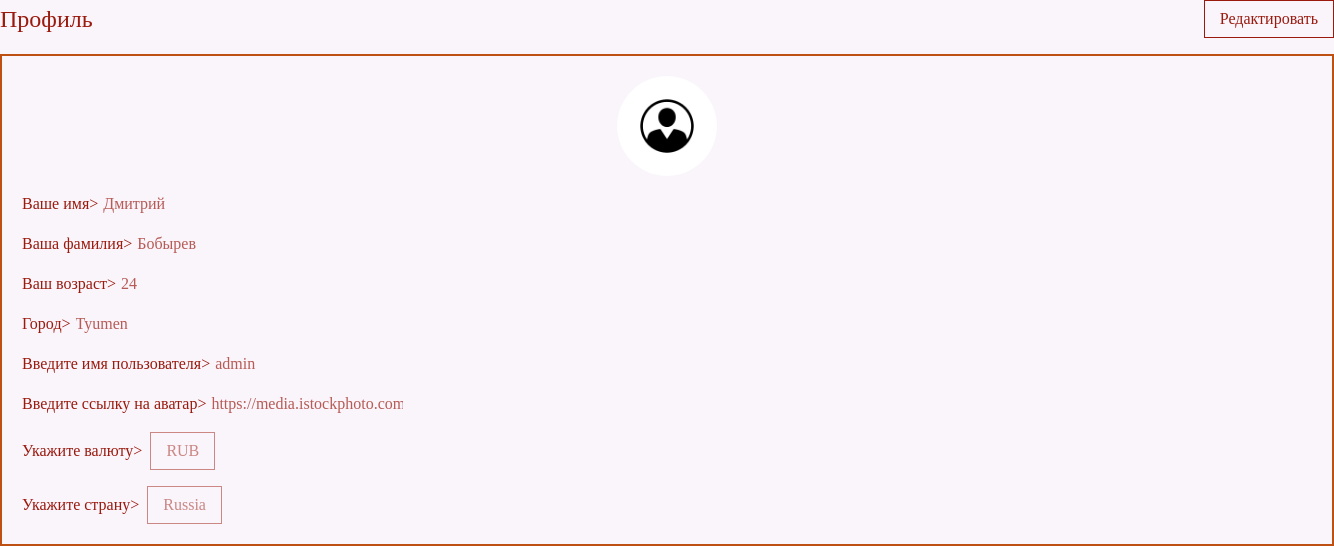 Профиль
Редактировать
Ваше имя> Дмитрий
Ваша фамилия> Бобырев
Ваш возраст> 24
Город> Tyumen
Введите имя пользователя> admin
Введите ссылку на аватар> https://media.istockphoto.com
Укажите валюту> RUB
Укажите страну> Russia